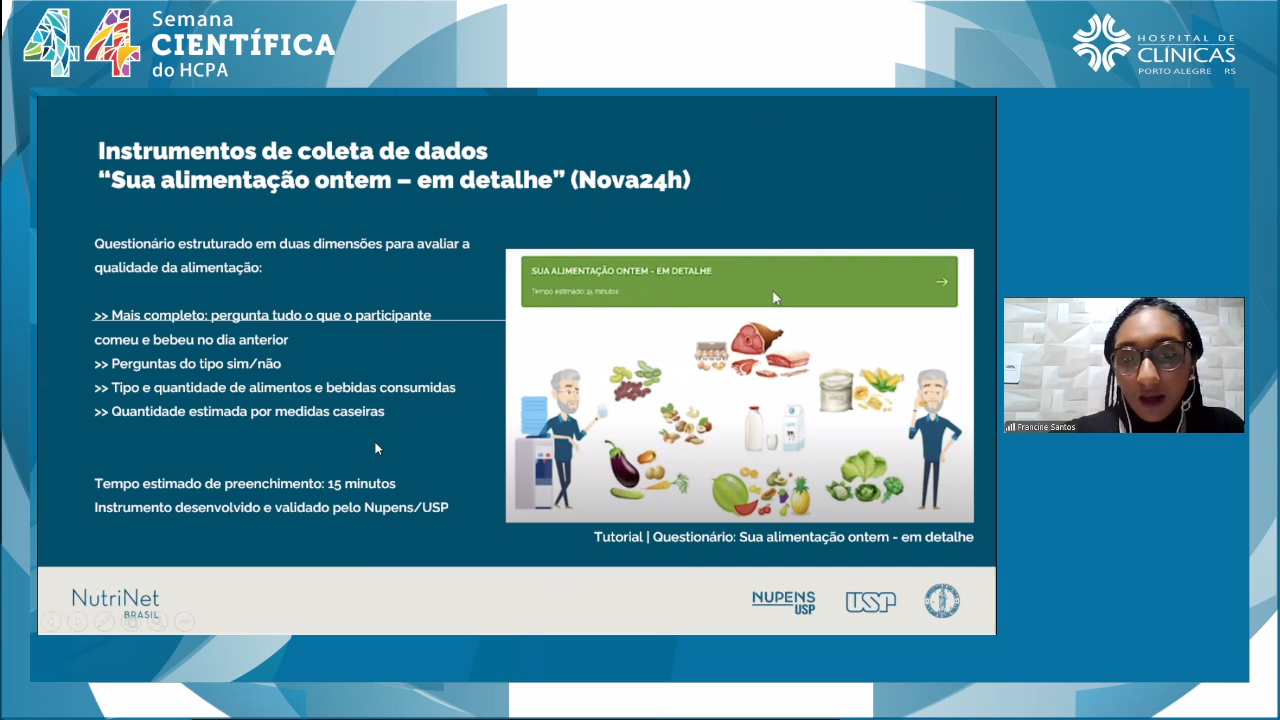 44
Semana
CIENTÍFICA
do HCPA
HOSPITAL DE
CLÍNICAS
PORTO ALEGRE RS
Instrumentos de coleta de dados
“Sua alimentação ontem – em detalhe” (Nova24h)
Questionário estruturado em duas dimensões para avaliar a
qualidade da alimentação:
>> Mais completo: pergunta tudo o que o participante
comeu e bebeu no dia anterior
>> Perguntas do tipo sim/não
>> Tipo e quantidade de alimentos e bebidas consumidas
>> Quantidade estimada por medidas caseiras
Tempo estimado de preenchimento: 15 minutos
Instrumento desenvolvido e validado pelo Nupens/USP
SUA ALIMENTAÇÃO ONTEM - EM DETALHE
Tempo estimado: 15 minutos
Tutorial | Questionário: Sua alimentação ontem - em detalhe
Francine Santos
NutriNet
BRASIL
NUPENS
USP
USP